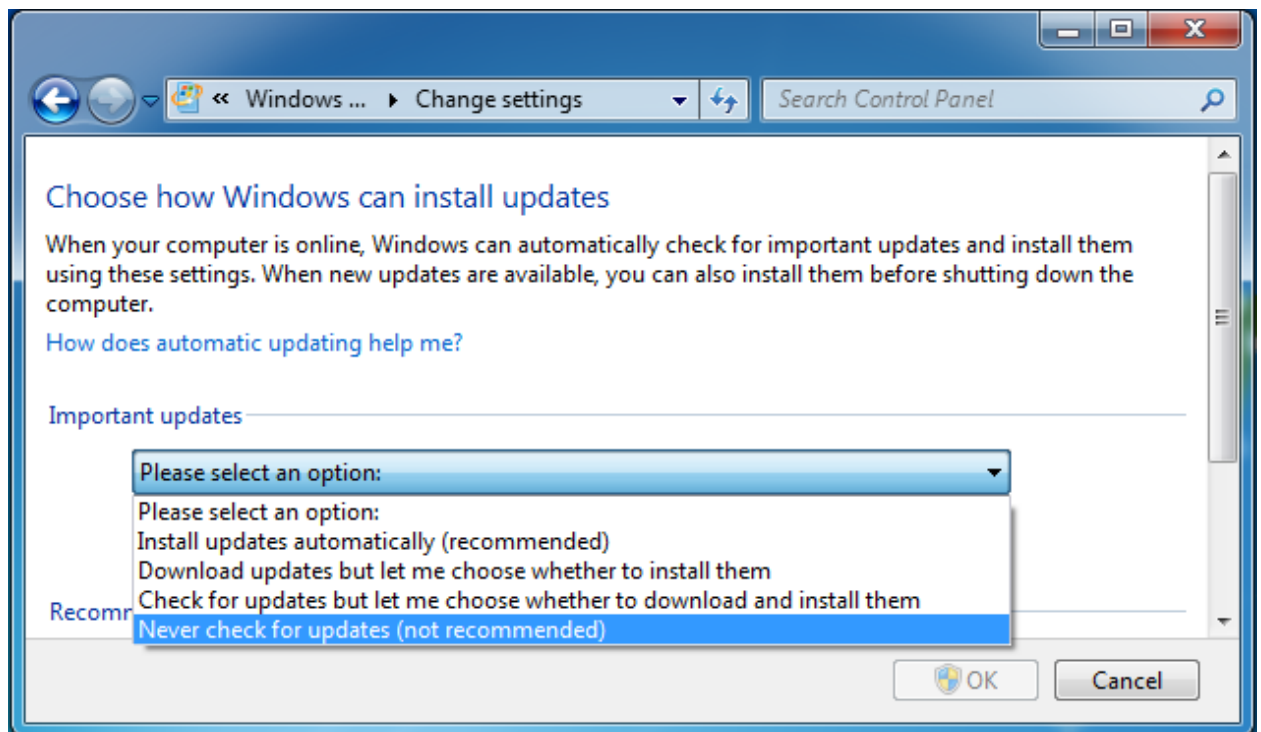 « Windows ... ▸ Change settings
Search Control Panel
Choose how Windows can install updates
When your computer is online, Windows can automatically check for important updates and install them
using these settings. When new updates are available, you can also install them before shutting down the
computer.
How does automatic updating help me?
Important updates
Please select an option:
Please select an option:
Install updates automatically (recommended)
Download updates but let me choose whether to install them
Check for updates but let me choose whether to download and install them
Never check for updates (not recommended)
OK
Cancel